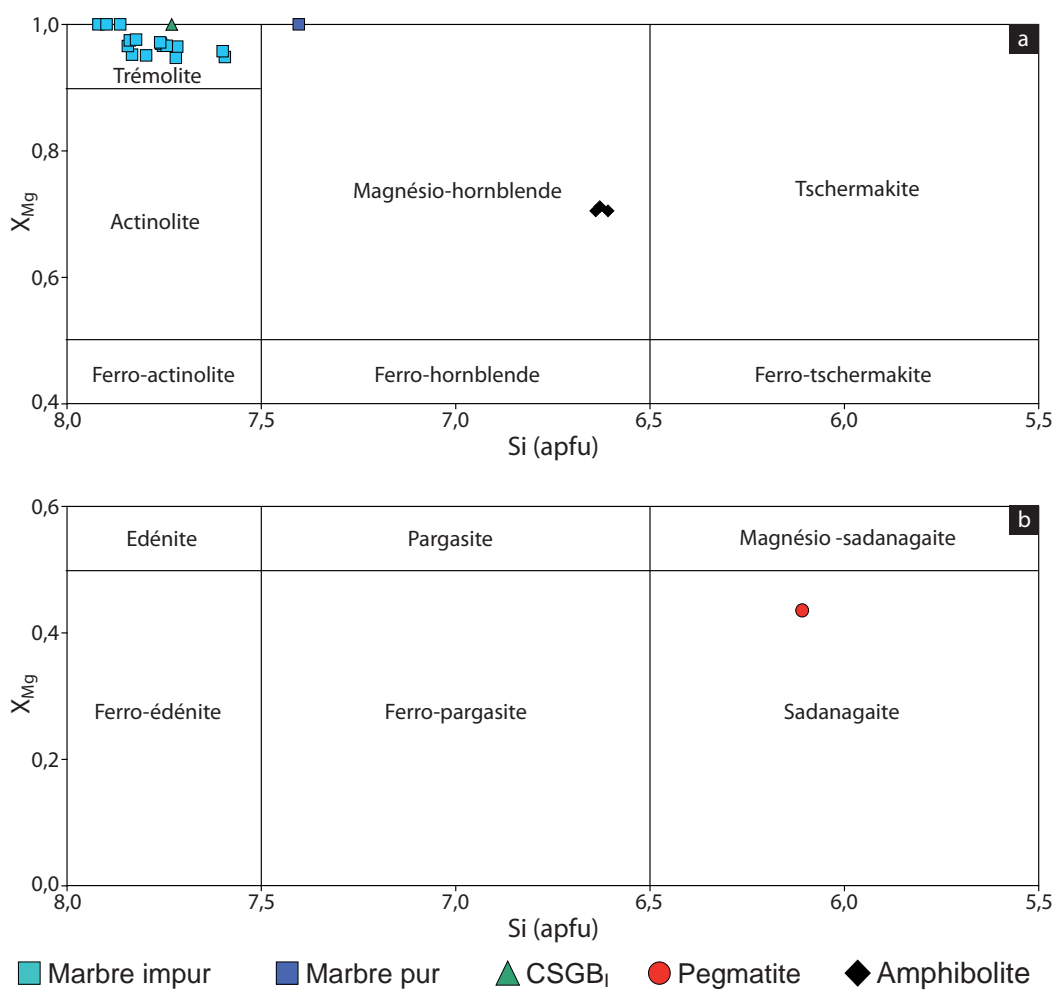 1,0
a
Trémolite
0,8
Magnésio-hornblende
Tschermakite
Actinolite
X_Mg
0,6
Ferro-actinolite
Ferro-hornblende
Ferro-tschermakite
0,4
8,0
7,5
7,0
6,5
6,0
5,5
Si (apfu)
0,6
b
Edénite
Pargasite
Magnésio -sadanagaite
0,4
X_Mg
Ferro-édénite
Ferro-pargasite
Sadanagaite
0,2
0,0
8,0
7,5
7,0
6,5
6,0
5,5
Si (apfu)
Marbre impur
Marbre pur
CSGB_I
Pegmatite
Amphibolite